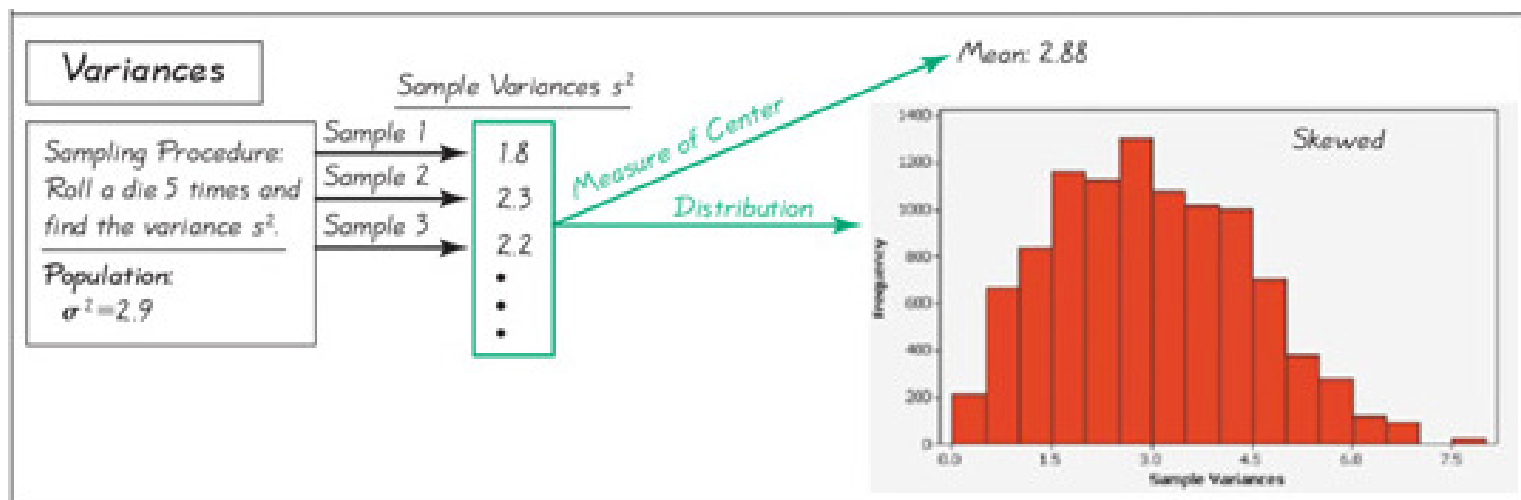 Variances
Sampling Procedure:
Roll a die 5 times and
find the variance s².
Population:
σ²=2.9
Sample 1
Sample 2
Sample 3
Sample Variances s²
1.8
2.3
2.2
Measure of Center
Distribution
Mean: 2.88
Skewed
Frequency
1400
1200
1000
800
600
400
200
0
0.0 1.5 3.0 4.5 6.0 7.5
Sample Variances